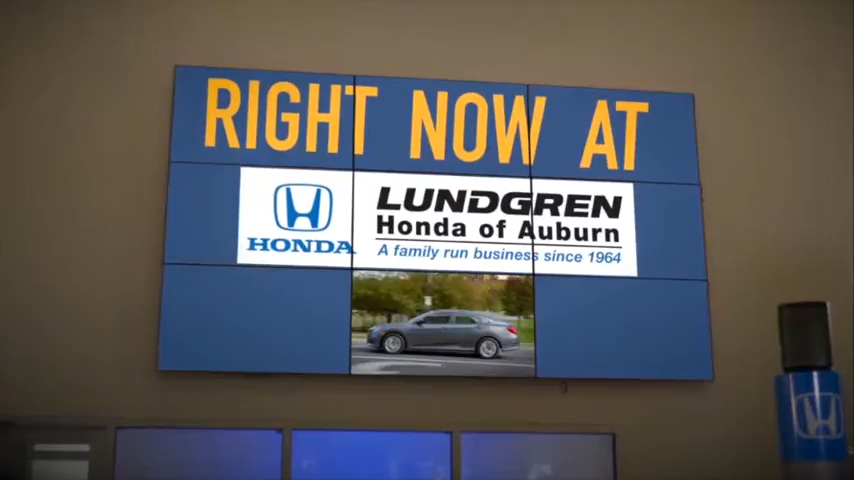 RIGHT NOW AT
HONDA
LUNDGREN
Honda of Auburn
A family run business since 1964